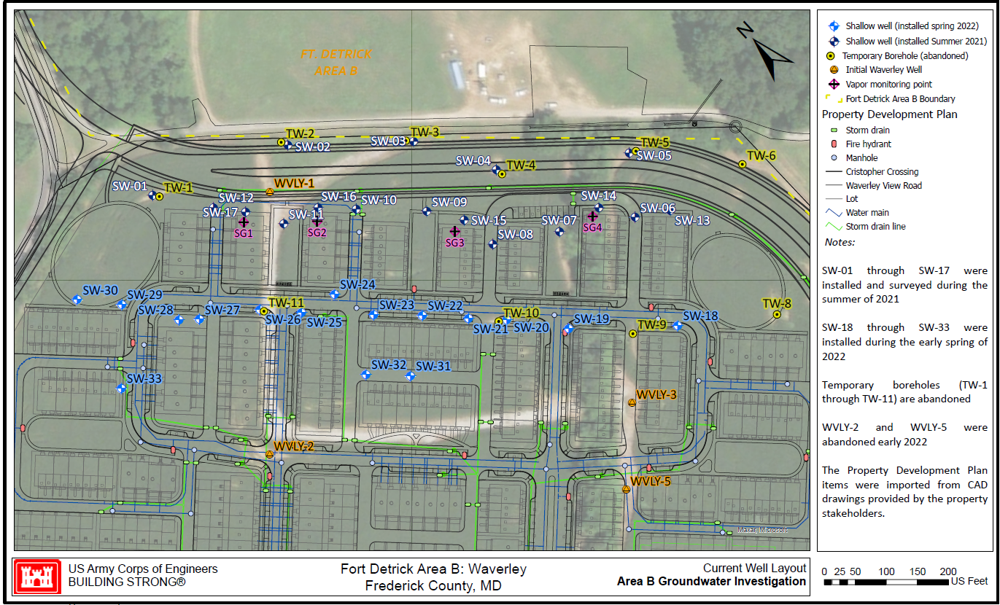 FT. DETRICK
AREA B
N
TW-2
SW-02
SW-03
TW-3
TW-5
SW-05
SW-04
TW-4
TW-6
SW-01
TW-1
WVLY-1
SW-12
SW-17
SW-16
SW-10
SW-11
SG1
SG2
SW-09
SW-15
SG3
SW-08
SW-14
SW-07
SG4
SW-06
SW-13
SW-30
SW-29
SW-28
SW-27
SW-24
TW-11
SW-26
SW-25
SW-23
SW-22
TW-10
SW-21
SW-20
SW-19
TW-9
SW-18
TW-8
SW-32
SW-31
SW-33
WVLY-3
WVLY-2
WVLY-5
Maxar, Microsoft
Shallow well (installed spring 2022)
Shallow well (installed Summer 2021)
Temporary Borehole (abandoned)
Initial Waverley Well
Vapor monitoring point
Fort Detrick Area B Boundary
Property Development Plan
Storm drain
Fire hydrant
Manhole
Cristopher Crossing
Waverley View Road
Lot
Water main
Storm drain line
Notes:
SW-01 through SW-17 were
installed and surveyed during the
summer of 2021
SW-18 through SW-33 were
installed during the early spring of
2022
Temporary boreholes (TW-1
through TW-11) are abandoned
WVLY-2 and WVLY-5 were
abandoned early 2022
The Property Development Plan
items were imported from CAD
drawings provided by the property
stakeholders.
US Army Corps of Engineers
BUILDING STRONG®
Fort Detrick Area B: Waverley
Frederick County, MD
Current Well Layout
Area B Groundwater Investigation
0 25 50 100 150 200
US Feet